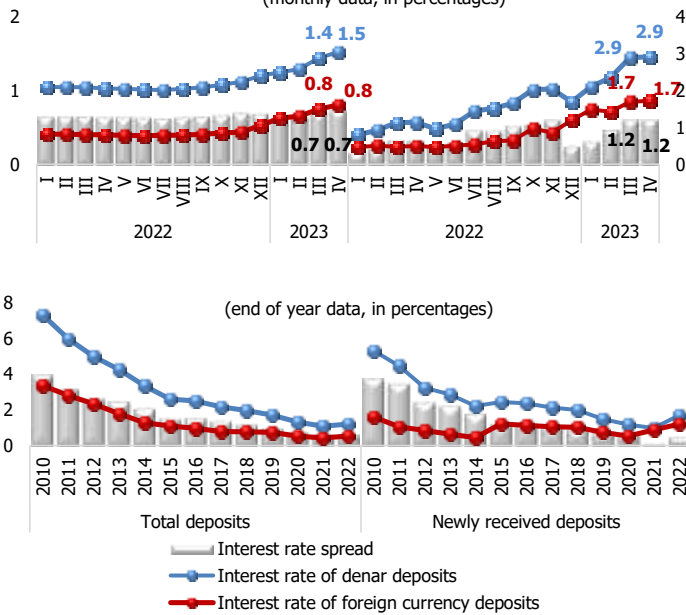 (monthly data, in percentages)
2 4
1.4 1.5 2.9 2.9
3
0.8 0.8 1.7 1.7
1 2
0.7 0.7 1.2 1.2
1
0 0
I II III IV V VI VII VIII IX X XI XII I II III IV I II III IV V VI VII VIII IX X XI XII I II III IV
2022 2023 2022 2023
8
(end of year data, in percentages)
6
4
2
0
2010 2011 2012 2013 2014 2015 2016 2017 2018 2019 2020 2021 2022 2010 2011 2012 2013 2014 2015 2016 2017 2018 2019 2020 2021 2022
Total deposits Newly received deposits
Interest rate spread
Interest rate of denar deposits
Interest rate of foreign currency deposits